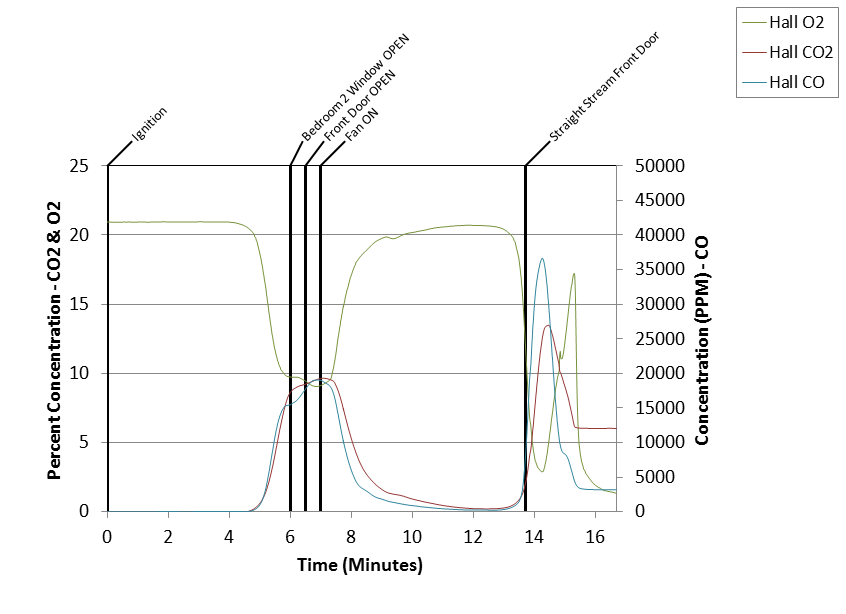 Hall O2
Hall CO2
Hall CO
Ignition
Bedroom 2 Window OPEN
Front Door OPEN
Fan ON
Straight Stream Front Door
25
20
15
10
5
0
Percent Concentration - CO2 & O2
50000
45000
40000
35000
30000
25000
20000
15000
10000
5000
0
Concentration (PPM) - CO
0 2 4 6 8 10 12 14 16
Time (Minutes)